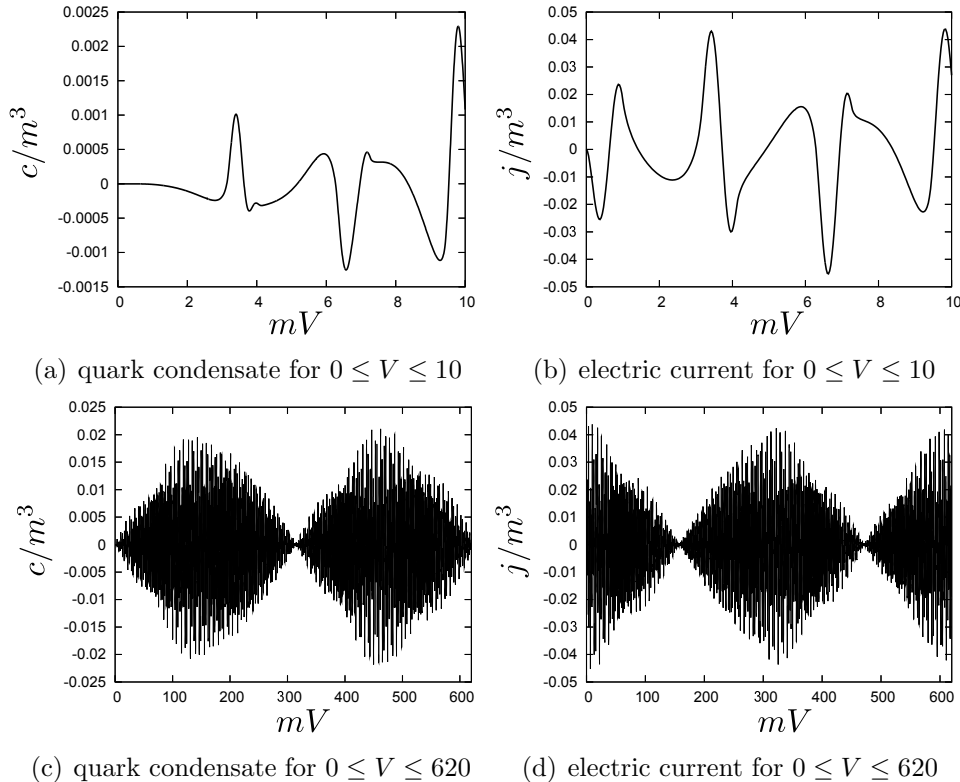 0.0025
0.002
0.0015
0.001
0.0005
0
-0.0005
-0.001
-0.0015
c/m³
0 2 4 6 8 10
mV
(a) quark condensate for 0 ≤ V ≤ 10
0.05
0.04
0.03
0.02
0.01
0
-0.01
-0.02
-0.03
-0.04
-0.05
j/m³
0 2 4 6 8 10
mV
(b) electric current for 0 ≤ V ≤ 10
0.025
0.02
0.015
0.01
0.005
0
-0.005
-0.01
-0.015
-0.02
-0.025
c/m³
0 100 200 300 400 500 600
mV
(c) quark condensate for 0 ≤ V ≤ 620
0.05
0.04
0.03
0.02
0.01
0
-0.01
-0.02
-0.03
-0.04
-0.05
j/m³
0 100 200 300 400 500 600
mV
(d) electric current for 0 ≤ V ≤ 620